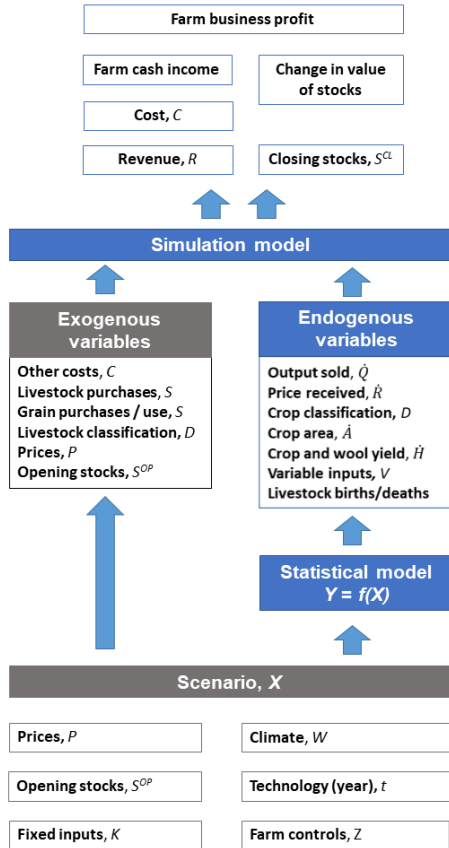 Farm business profit
Farm cash income
Change in value
of stocks
Cost, C
Revenue, R
Closing stocks, S^CL
Simulation model
Exogenous
variables
Other costs, C
Livestock purchases, S
Grain purchases / use, S
Livestock classification, D
Prices, P
Opening stocks, S^OP
Endogenous
variables
Output sold, Q̇
Price received, Ṙ
Crop classification, D
Crop area, Ȧ
Crop and wool yield, Ḣ
Variable inputs, V
Livestock births/deaths
Statistical model
Y = f(X)
Scenario, X
Prices, P
Climate, W
Opening stocks, S^OP
Technology (year), t
Fixed inputs, K
Farm controls, Z